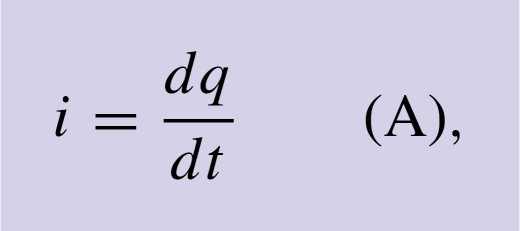 i = dq/dt (A),